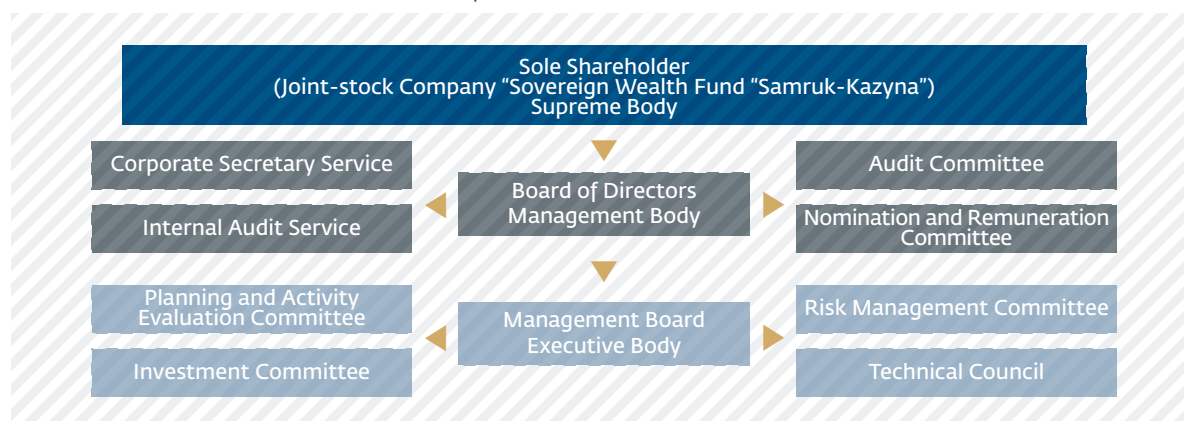 Sole Shareholder
(Joint-stock Company “Sovereign Wealth Fund “Samruk-Kazyna”)
Supreme Body
Corporate Secretary Service
Internal Audit Service
Board of Directors
Management Body
Audit Committee
Nomination and Remuneration
Committee
Planning and Activity
Evaluation Committee
Investment Committee
Management Board
Executive Body
Risk Management Committee
Technical Council